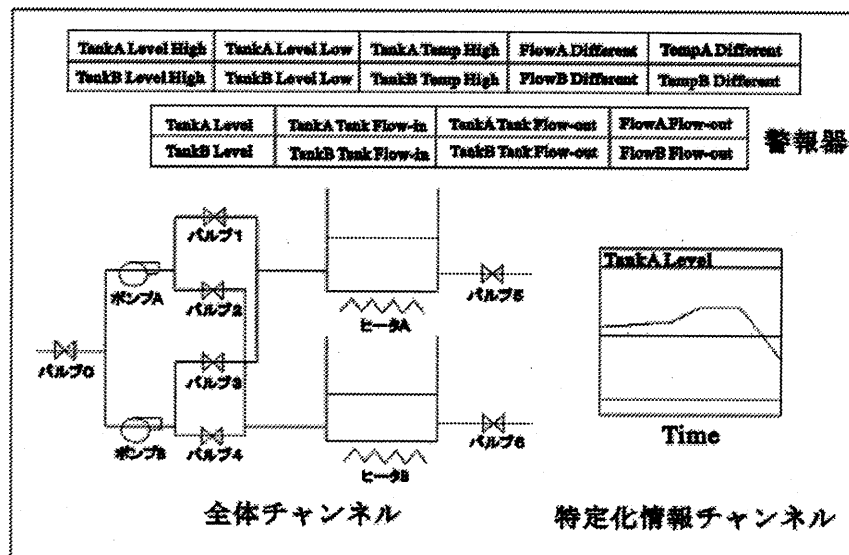 TankA Level High TankA Level Low TankA Temp High FlowA Different TempA Different
TankB Level High TankB Level Low TankB Temp High FlowB Different TampB Different
TankA Level TankA Tank Flow-in TankA Tank Flow-out FlowA Flow-out
TankB Level TankB Tank Flow-in TankB Tank Flow-out FlowB Flow-out
警報器
バルブ1
TankA Level
ポンプA
バルブ2
ヒータA
バルブ5
バルブ0
バルブ3
Time
ポンプB
バルブ4
ヒータB
バルブ6
全体チャンネル
特定化情報チャンネル